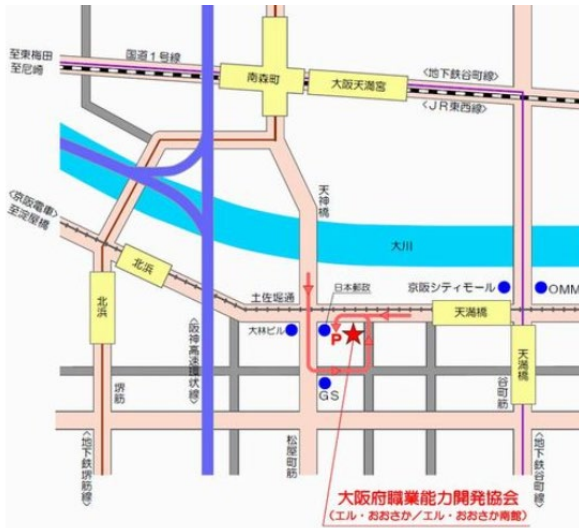 至東梅田
至尼崎
国道1号線
南森町
大阪天満宮
〈地下鉄谷町線〉
〈JR東西線〉
天神橋
〈京阪電車〉
至淀屋橋
大川
北浜
北浜
土佐堀通
日本郵政
京阪シティモール
OMM
大林ビル
P
天満橋
天満橋
〈阪神高速環状線〉
GS
堺筋
谷町筋
松屋町筋
〈地下鉄堺筋線〉
〈地下鉄谷町線〉
大阪府職業能力開発協会
(エル・おおさか/エル・おおさか南館)